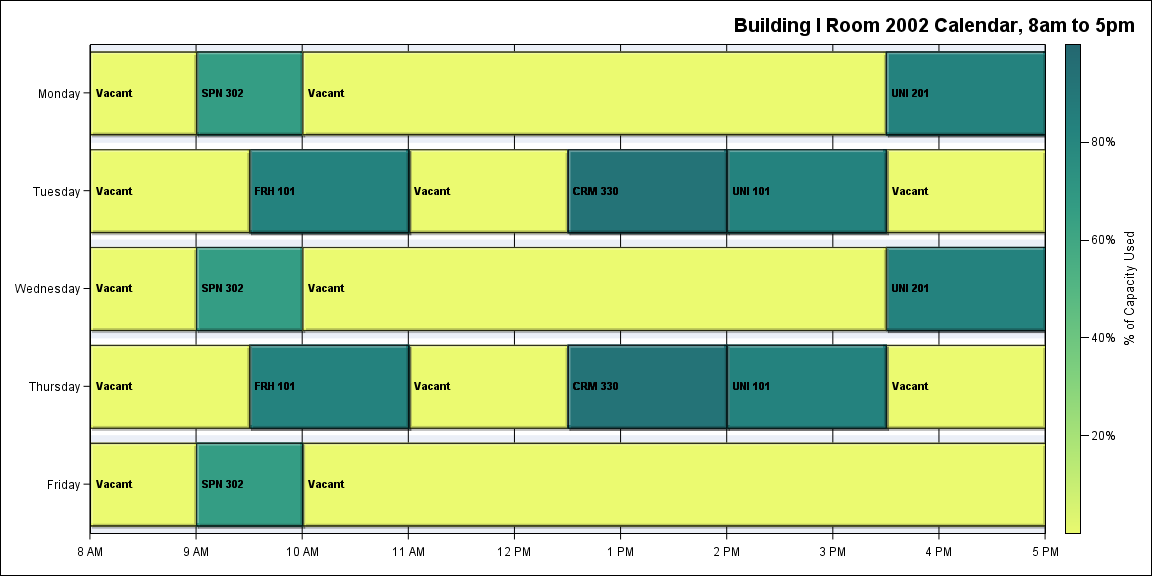 Building I Room 2002 Calendar, 8am to 5pm
Monday
Vacant
SPN 302
Vacant
UNI 201
Tuesday
Vacant
FRH 101
Vacant
CRM 330
UNI 101
Vacant
Wednesday
Vacant
SPN 302
Vacant
UNI 201
Thursday
Vacant
FRH 101
Vacant
CRM 330
UNI 101
Vacant
Friday
Vacant
SPN 302
Vacant
8 AM
9 AM
10 AM
11 AM
12 PM
1 PM
2 PM
3 PM
4 PM
5 PM
80%
60%
40%
20%
% of Capacity Used